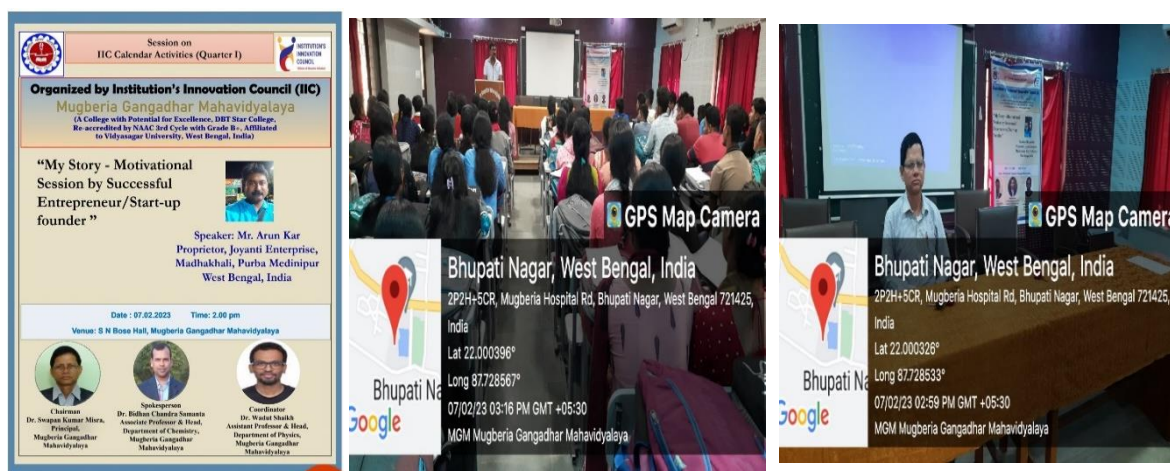 Session on
IIC Calendar Activities (Quarter I)
INSTITUTION'S
INNOVATION
COUNCIL
Organized by Institution's Innovation Council (IIC)
Mugberia Gangadhar Mahavidyalaya
(A College with Potential for Excellence, DBT Star College,
Re-accredited by NAAC 3rd Cycle with Grade B+, Affiliated
to Vidyasagar University, West Bengal, India)
“My Story - Motivational
Session by Successful
Entrepreneur/Start-up
founder ”
Speaker: Mr. Arun Kar
Proprietor, Joyanti Enterprise,
Madhakhali, Purba Medinipur
West Bengal, India
Date : 07.02.2023 Time: 2.00 pm
Venue: S N Bose Hall, Mugberia Gangadhar Mahavidyalaya
Chairman
Dr. Swapan Kumar Misra,
Principal,
Mugberia Gangadhar
Mahavidyalaya
Spokesperson
Dr. Bidhan Chandra Samanta
Associate Professor & Head,
Department of Chemistry,
Mugberia Gangadhar
Mahavidyalaya
Coordinator
Dr. Wadat Shaikh
Assistant Professor & Head,
Department of Physics,
Mugberia Gangadhar
Mahavidyalaya
GPS Map Camera
Bhupati Nagar, West Bengal, India
2P2H+5CR, Mugberia Hospital Rd, Bhupati Nagar, West Bengal 721425,
India
Lat 22.000396°
Long 87.728567°
07/02/23 03:16 PM GMT +05:30
MGM Mugberia Gangadhar Mahavidyalaya
Bhupati Na
Google
GPS Map Camera
Bhupati Nagar, West Bengal, India
2P2H+5CR, Mugberia Hospital Rd, Bhupati Nagar, West Bengal 721425,
India
Lat 22.000326°
Long 87.728533°
07/02/23 02:59 PM GMT +05:30
MGM Mugberia Gangadhar Mahavidyalaya
Bhupati Na
Google